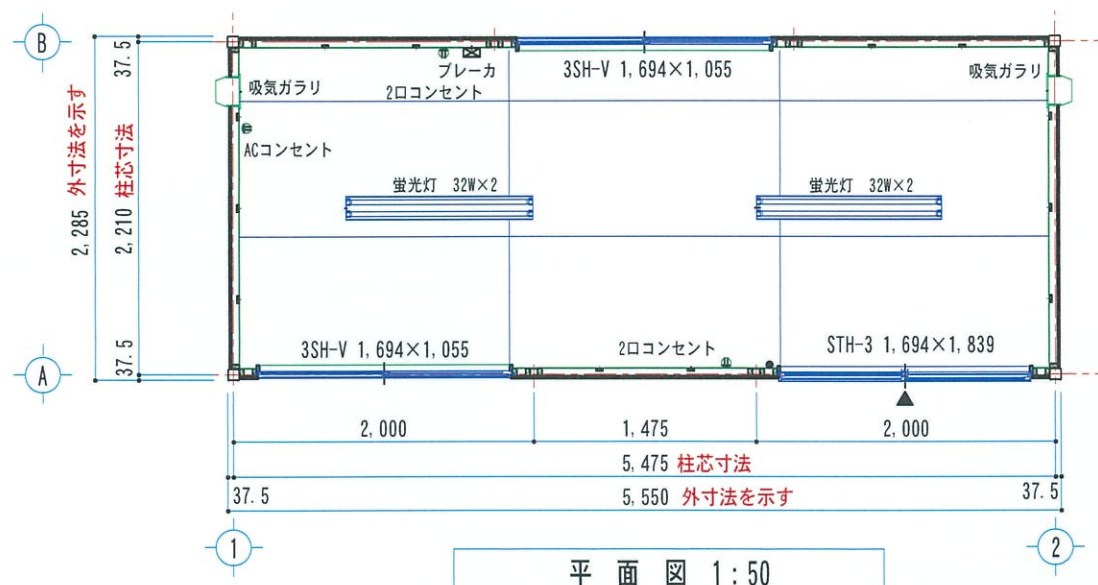 B
37.5
ブレーカ
3SH-V 1,694×1,055
吸気ガラリ
吸気ガラリ
2口コンセント
ACコンセント
2,285 外寸法を示す
2,210 柱芯寸法
蛍光灯 32W×2
蛍光灯 32W×2
3SH-V 1,694×1,055
2口コンセント
STH-3 1,694×1,839
37.5
A
2,000
1,475
2,000
5,475 柱芯寸法
37.5
5,550 外寸法を示す
37.5
1
2
平面図 1:50